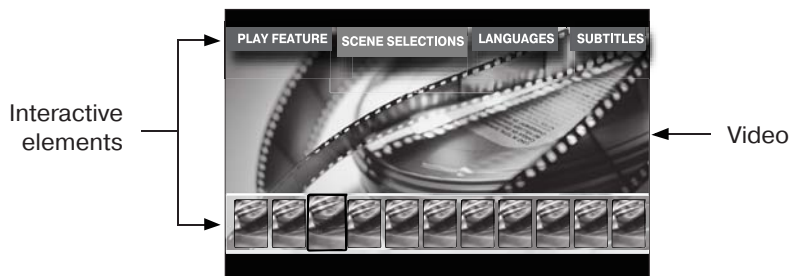 PLAY FEATURE SCENE SELECTIONS LANGUAGES SUBTITLES
Interactive
elements
Video